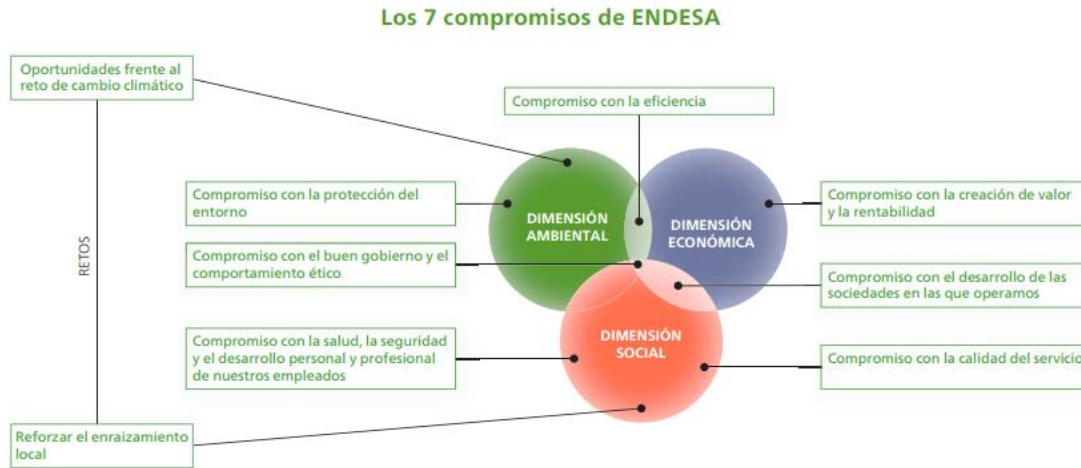 Los 7 compromisos de ENDESA
Oportunidades frente al
reto de cambio climático
Compromiso con la eficiencia
Compromiso con la protección del
entorno
DIMENSIÓN
AMBIENTAL
DIMENSIÓN
ECONÓMICA
Compromiso con la creación de valor
y la rentabilidad
RETOS
Compromiso con el buen gobierno y el
comportamiento ético
Compromiso con el desarrollo de las
sociedades en las que operamos
Compromiso con la salud, la seguridad
y el desarrollo personal y profesional
de nuestros empleados
DIMENSIÓN
SOCIAL
Compromiso con la calidad del servicio
Reforzar el enraizamiento
local